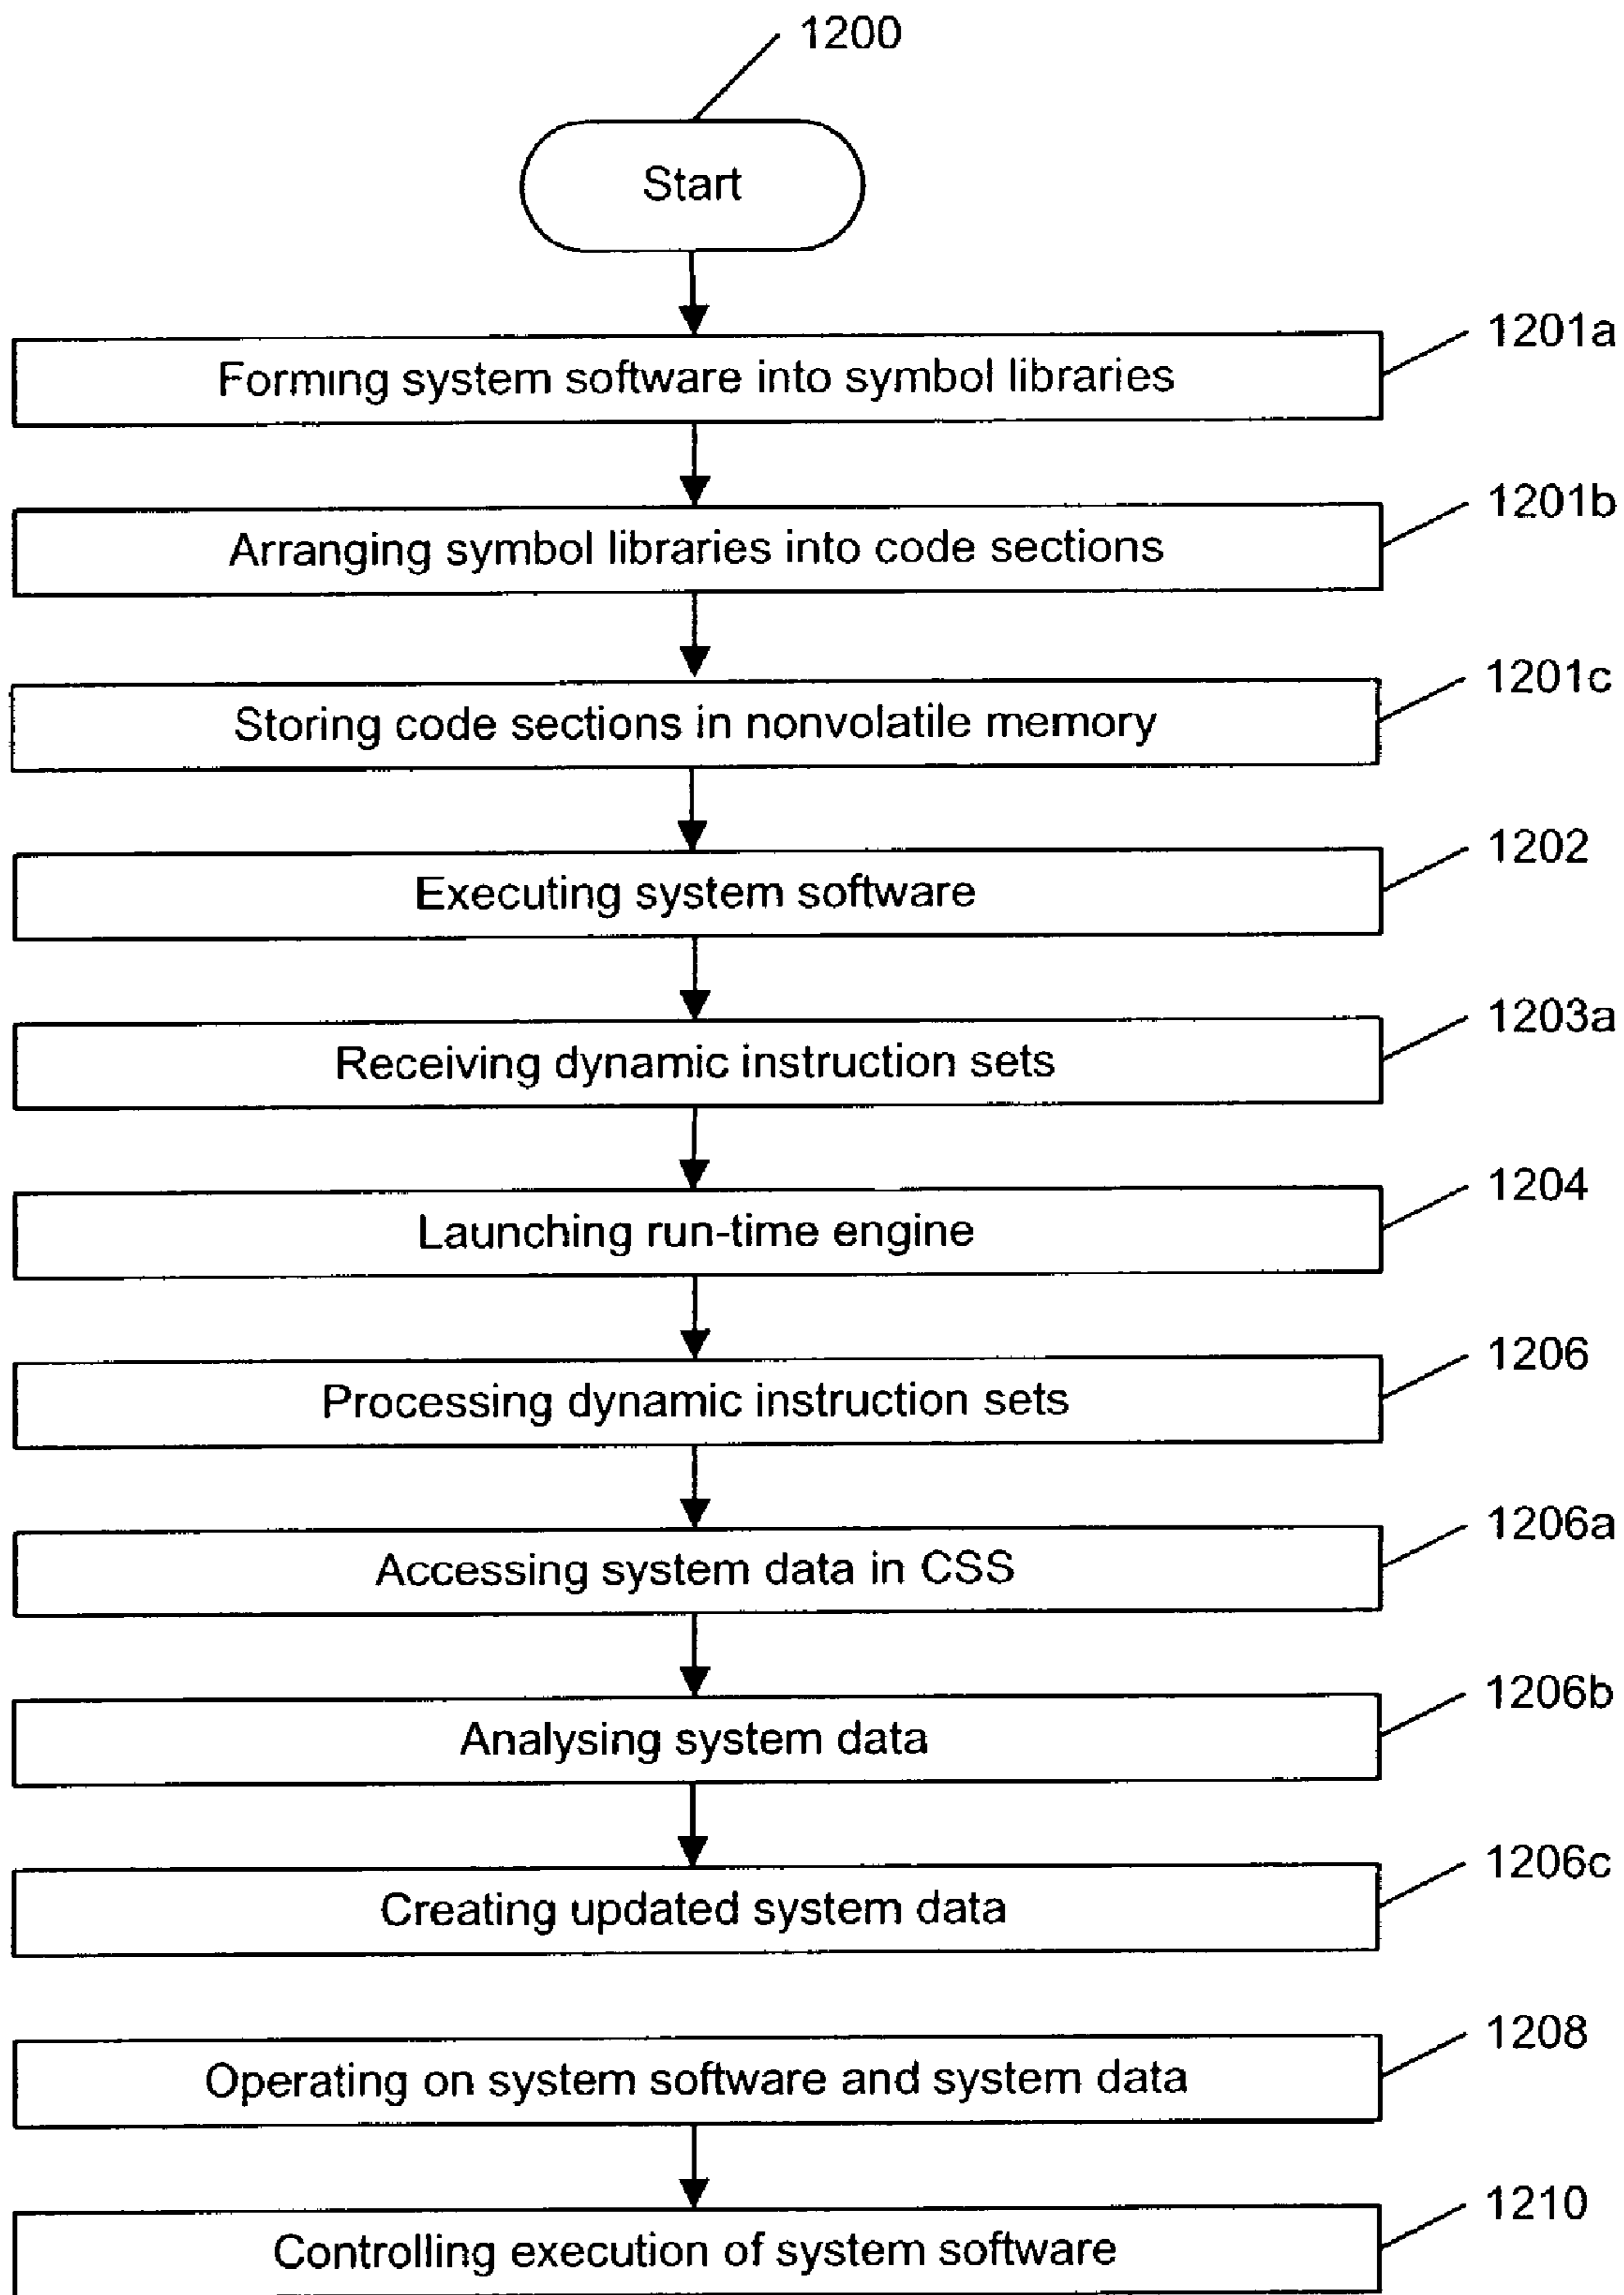 1200
Start
1201a
Forming system software into symbol libraries
1201b
Arranging symbol libraries into code sections
1201c
Storing code sections in nonvolatile memory
1202
Executing system software
1203a
Receiving dynamic instruction sets
1204
Launching run-time engine
1206
Processing dynamic instruction sets
1206a
Accessing system data in CSS
1206b
Analysing system data
1206c
Creating updated system data
1208
Operating on system software and system data
1210
Controlling execution of system software